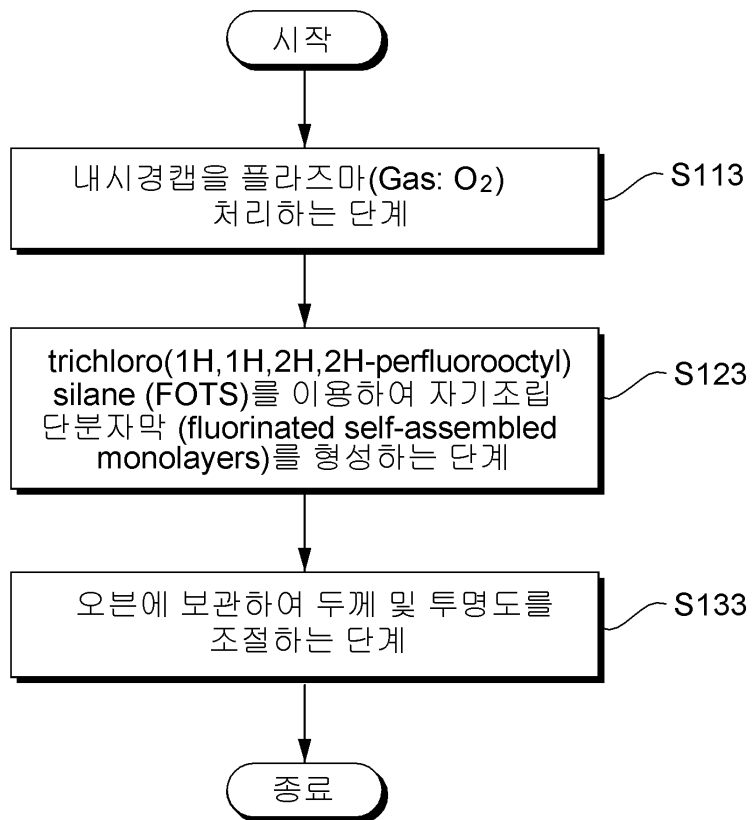 시작
내시경캡을 플라즈마(Gas: O₂)
처리하는 단계
S113
trichloro(1H,1H,2H,2H-perfluorooctyl)
silane (FOTS)를 이용하여 자기조립
단분자막 (fluorinated self-assembled
monolayers)를 형성하는 단계
S123
오븐에 보관하여 두께 및 투명도를
조절하는 단계
S133
종료